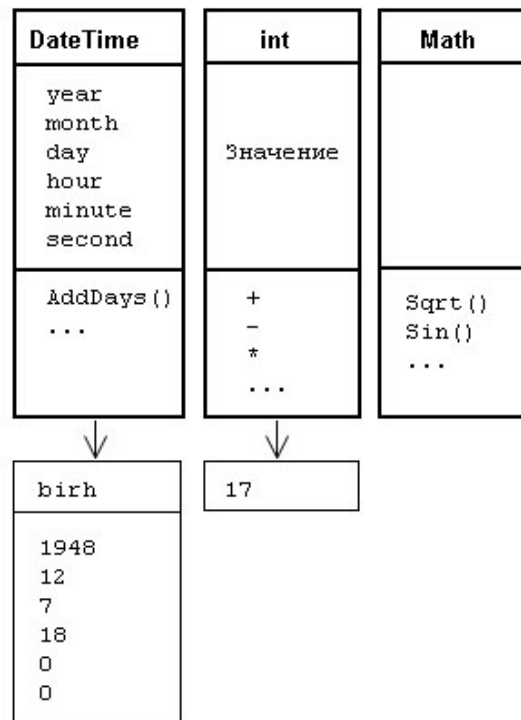 DateTime
year
month
day
hour
minute
second
AddDays()
...
int
Значение
+
-
*
...
Math
Sqrt()
Sin()
...
birh
1948
12
7
18
0
0
17